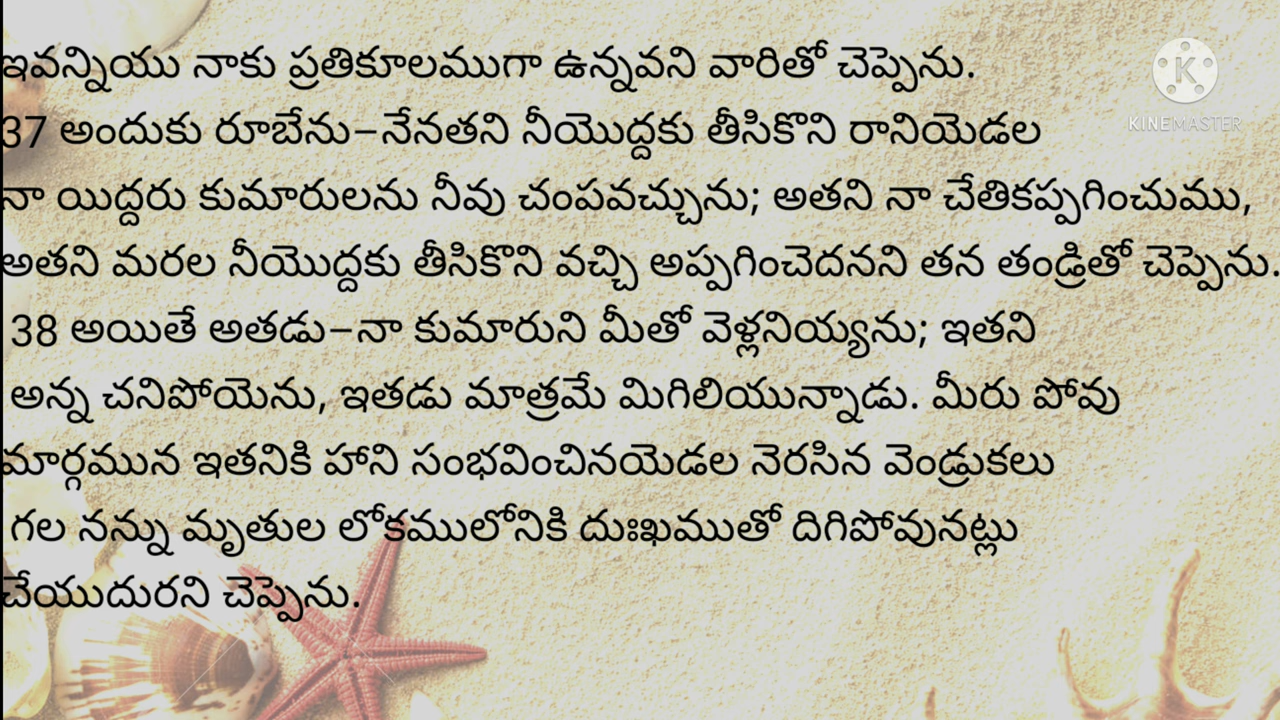 ఇవన్నియు నాకు ప్రతికూలముగా ఉన్నవని వారితో చెప్పెను.
37 అందుకు రూబేను–నేనతని నీయొద్దకు తీసికొని రానియెడల
నా యిద్దరు కుమారులను నీవు చంపవచ్చును; అతని నా చేతికప్పగించుము,
అతని మరల నీయొద్దకు తీసికొని వచ్చి అప్పగించెదనని తన తండ్రితో చెప్పెను.
38 అయితే అతడు–నా కుమారుని మీతో వెళ్లనియ్యను; ఇతని
అన్న చనిపోయెను, ఇతడు మాత్రమే మిగిలియున్నాడు. మీరు పోవు
మార్గమున ఇతనికి హాని సంభవించినయెడల నెరసిన వెండ్రుకలు
గల నన్ను మృతుల లోకములోనికి దుఃఖముతో దిగిపోవునట్లు
చేయుదురని చెప్పెను.
K
KINEMASTER